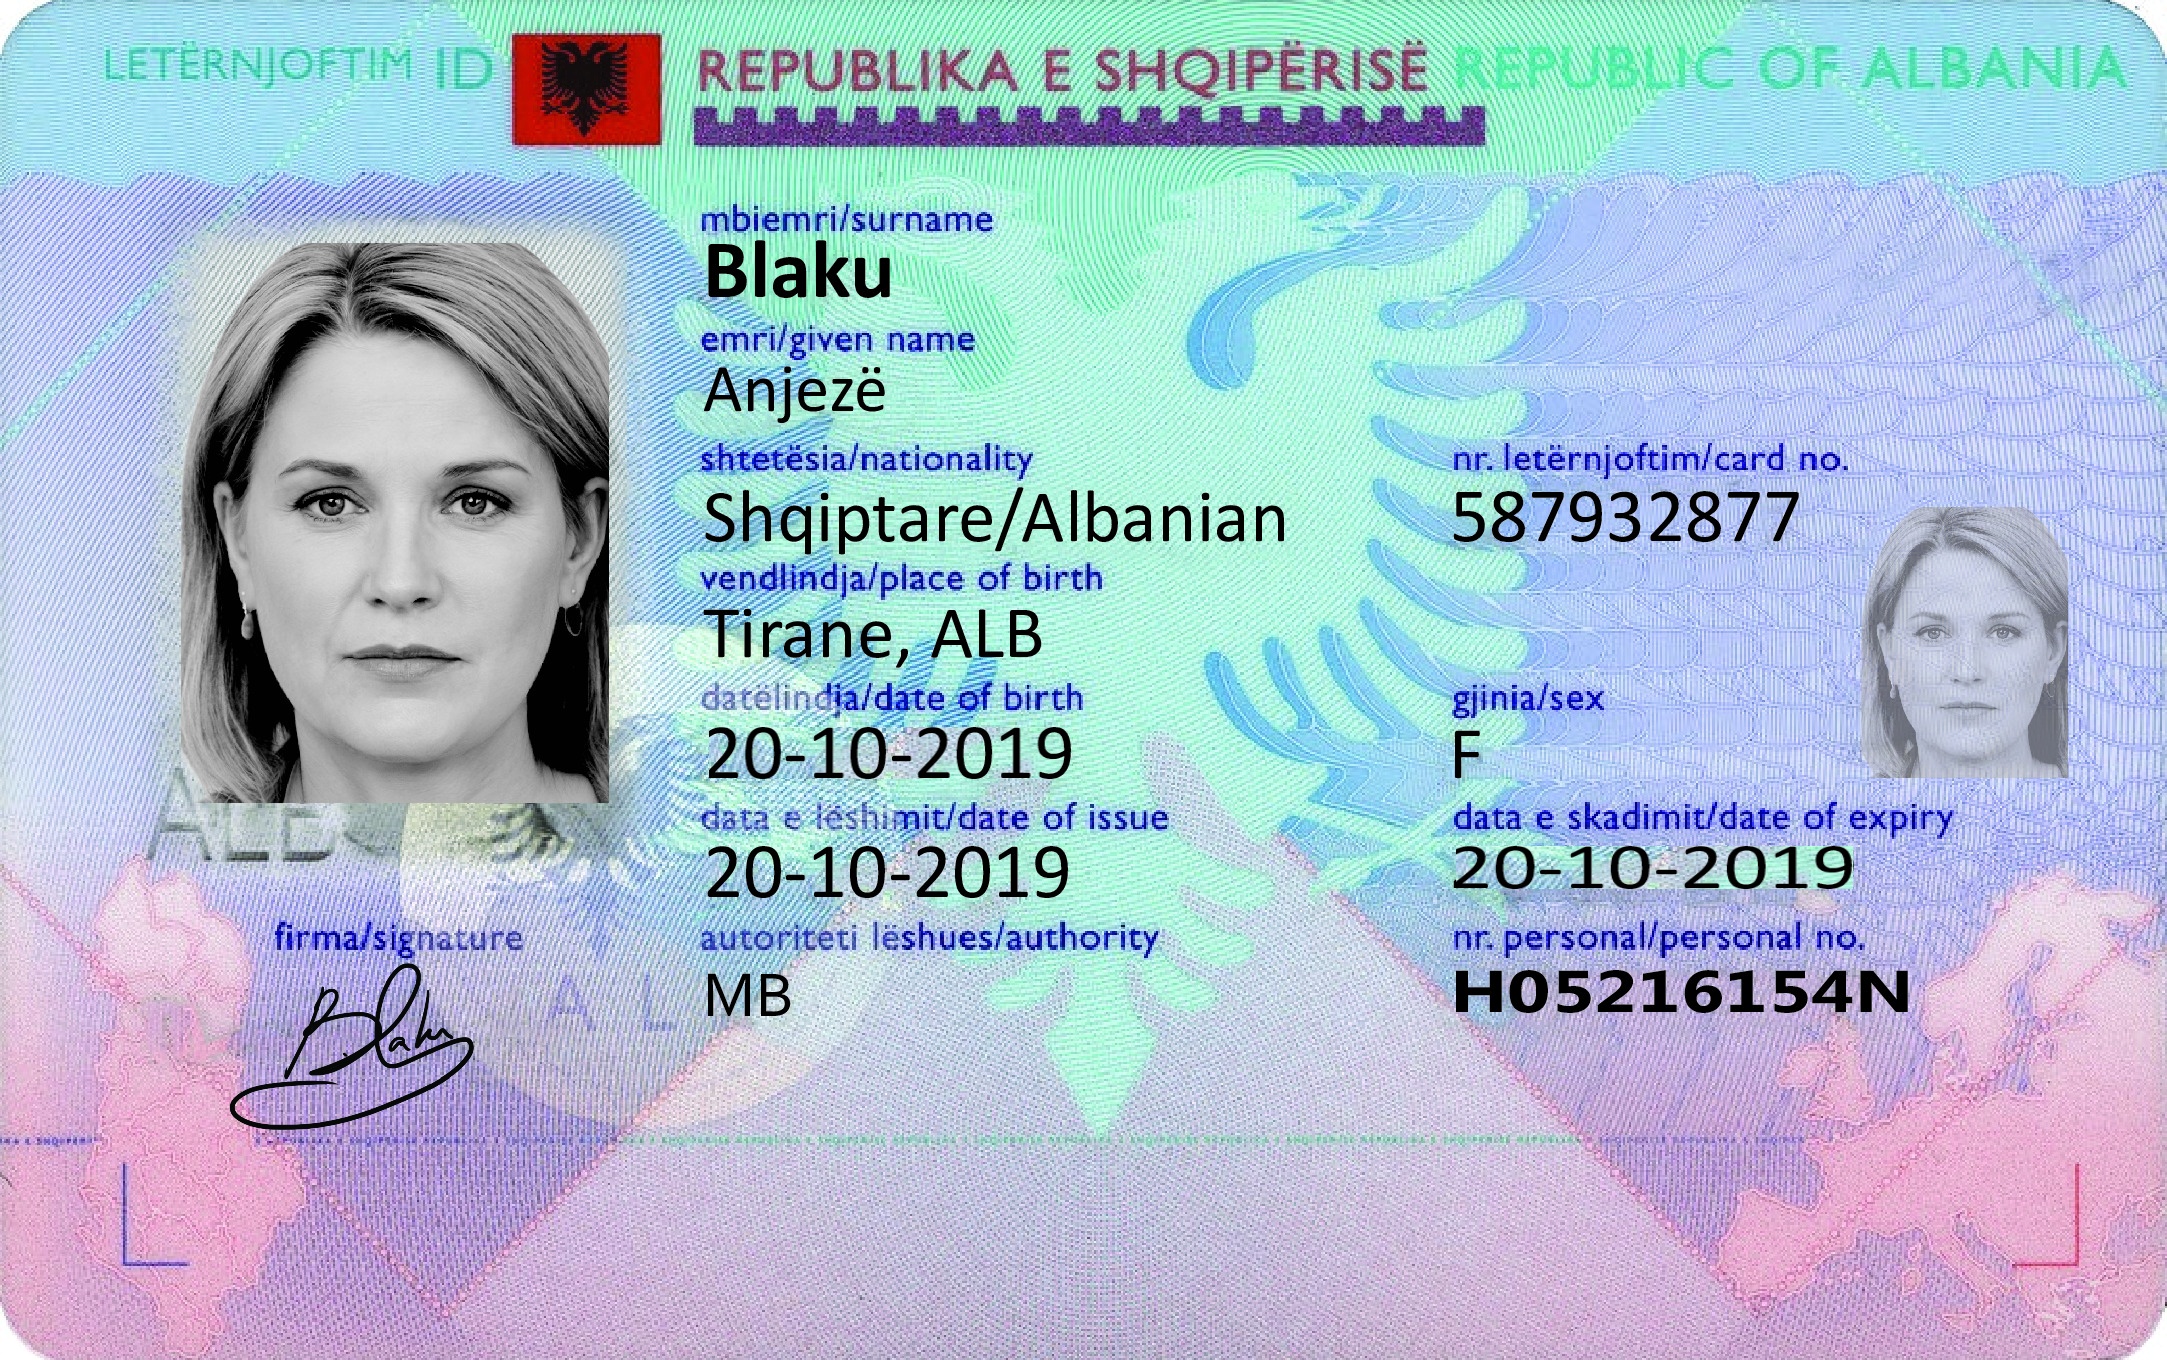 LETËRNJOFTIM ID REPUBLIKA E SHQIPËRISË REPUBLIC OF ALBANIA
mbiemri/surname
Blaku
emri/given name
Anjezë
shtetësia/nationality nr. letërnjoftim/card no.
Shqiptare/Albanian 587932877
vendlindja/place of birth
Tirane, ALB
datëlindja/date of birth gjinia/sex
20-10-2019 F
ALB
data e lëshimit/date of issue data e skadimit/date of expiry
20-10-2019 20-10-2019
firma/signature autoriteti lëshues/authority nr. personal/personal no.
Blaku A L MB H05216154N